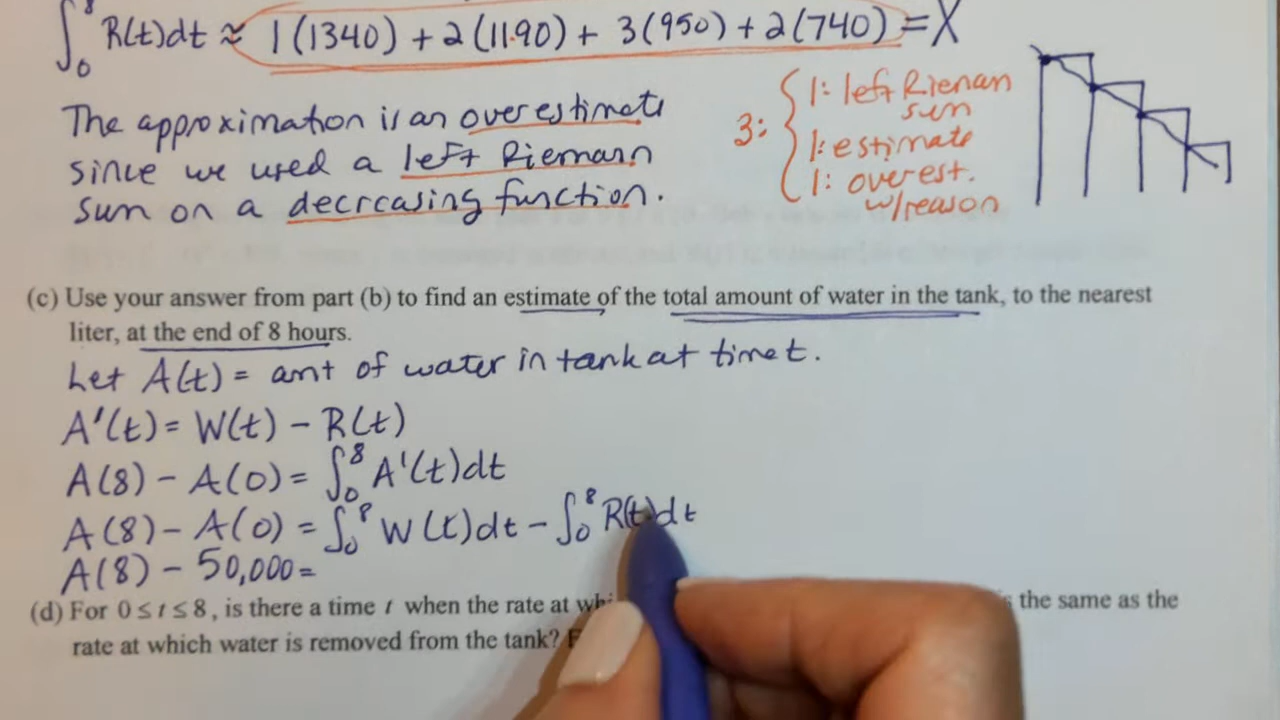 ∫₀⁸ R(t)dt ≈ 1(1340) + 2(1190) + 3(950) + 2(740) = X
The approximation is an overestimate
since we used a left Riemann
sum on a decreasing function.
3: { 1: left Rieman
sum
1: estimate
1: overest.
w/reason
(c) Use your answer from part (b) to find an estimate of the total amount of water in the tank, to the nearest
liter, at the end of 8 hours.
Let A(t) = amt of water in tank at time t.
A'(t) = W(t) − R(t)
A(8) − A(0) = ∫₀⁸ A'(t)dt
A(8) − A(0) = ∫₀⁸ W(t)dt − ∫₀⁸ R(t)dt
A(8) − 50,000 =
(d) For 0 ≤ t ≤ 8, is there a time t when the rate at the same as the
rate at which water is removed from the tank?